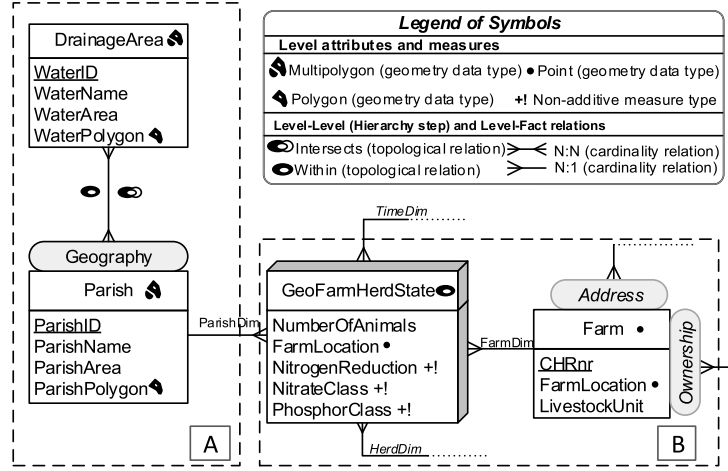 DrainageArea
WaterID
WaterName
WaterArea
WaterPolygon
Geography
Parish
ParishID
ParishName
ParishArea
ParishPolygon
A
Legend of Symbols
Level attributes and measures
Multipolygon (geometry data type) Point (geometry data type)
Polygon (geometry data type) +! Non-additive measure type
Level-Level (Hierarchy step) and Level-Fact relations
Intersects (topological relation) N:N (cardinality relation)
Within (topological relation) N:1 (cardinality relation)
TimeDim
ParishDim
GeoFarmHerdState
NumberOfAnimals
FarmLocation
NitrogenReduction +!
NitrateClass +!
PhosphorClass +!
HerdDim
FarmDim
Address
Farm
CHRnr
FarmLocation
LivestockUnit
Ownership
B